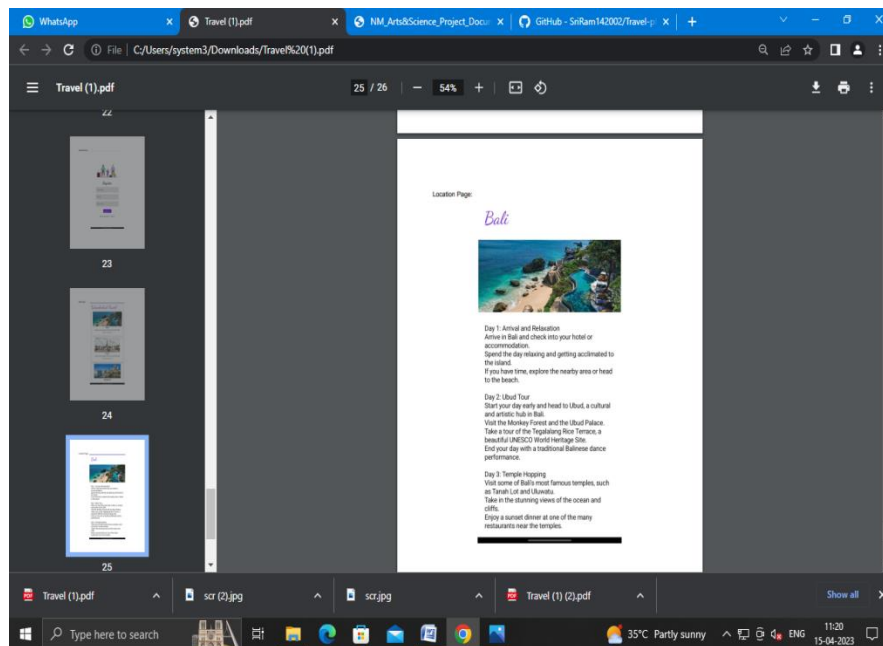 WhatsApp
Travel (1).pdf
NM_Arts&Science_Project_Docu
GitHub - SriRam142002/Travel-p
File | C:/Users/system3/Downloads/Travel%20(1).pdf
Travel (1).pdf
25 / 26
54%
22
23
24
25
Location Page:
Bali
Day 1: Arrival and Relaxation
Arrive in Bali and check into your hotel or
accommodation.
Spend the day relaxing and getting acclimated to
the island.
If you have time, explore the nearby area or head
to the beach.
Day 2: Ubud Tour
Start your day early and head to Ubud, a cultural
and artistic hub in Bali.
Visit the Monkey Forest and the Ubud Palace.
Take a tour of the Tegalalang Rice Terrace, a
beautiful UNESCO World Heritage Site.
End your day with a traditional Balinese dance
performance.
Day 3: Temple Hopping
Visit some of Bali's most famous temples, such
as Tanah Lot and Uluwatu.
Take in the stunning views of the ocean and
cliffs.
Enjoy a sunset dinner at one of the many
restaurants near the temples.
Travel (1).pdf
scr (2).jpg
scr.jpg
Travel (1) (2).pdf
Show all
Type here to search
35°C Partly sunny
ENG
11:20
15-04-2023